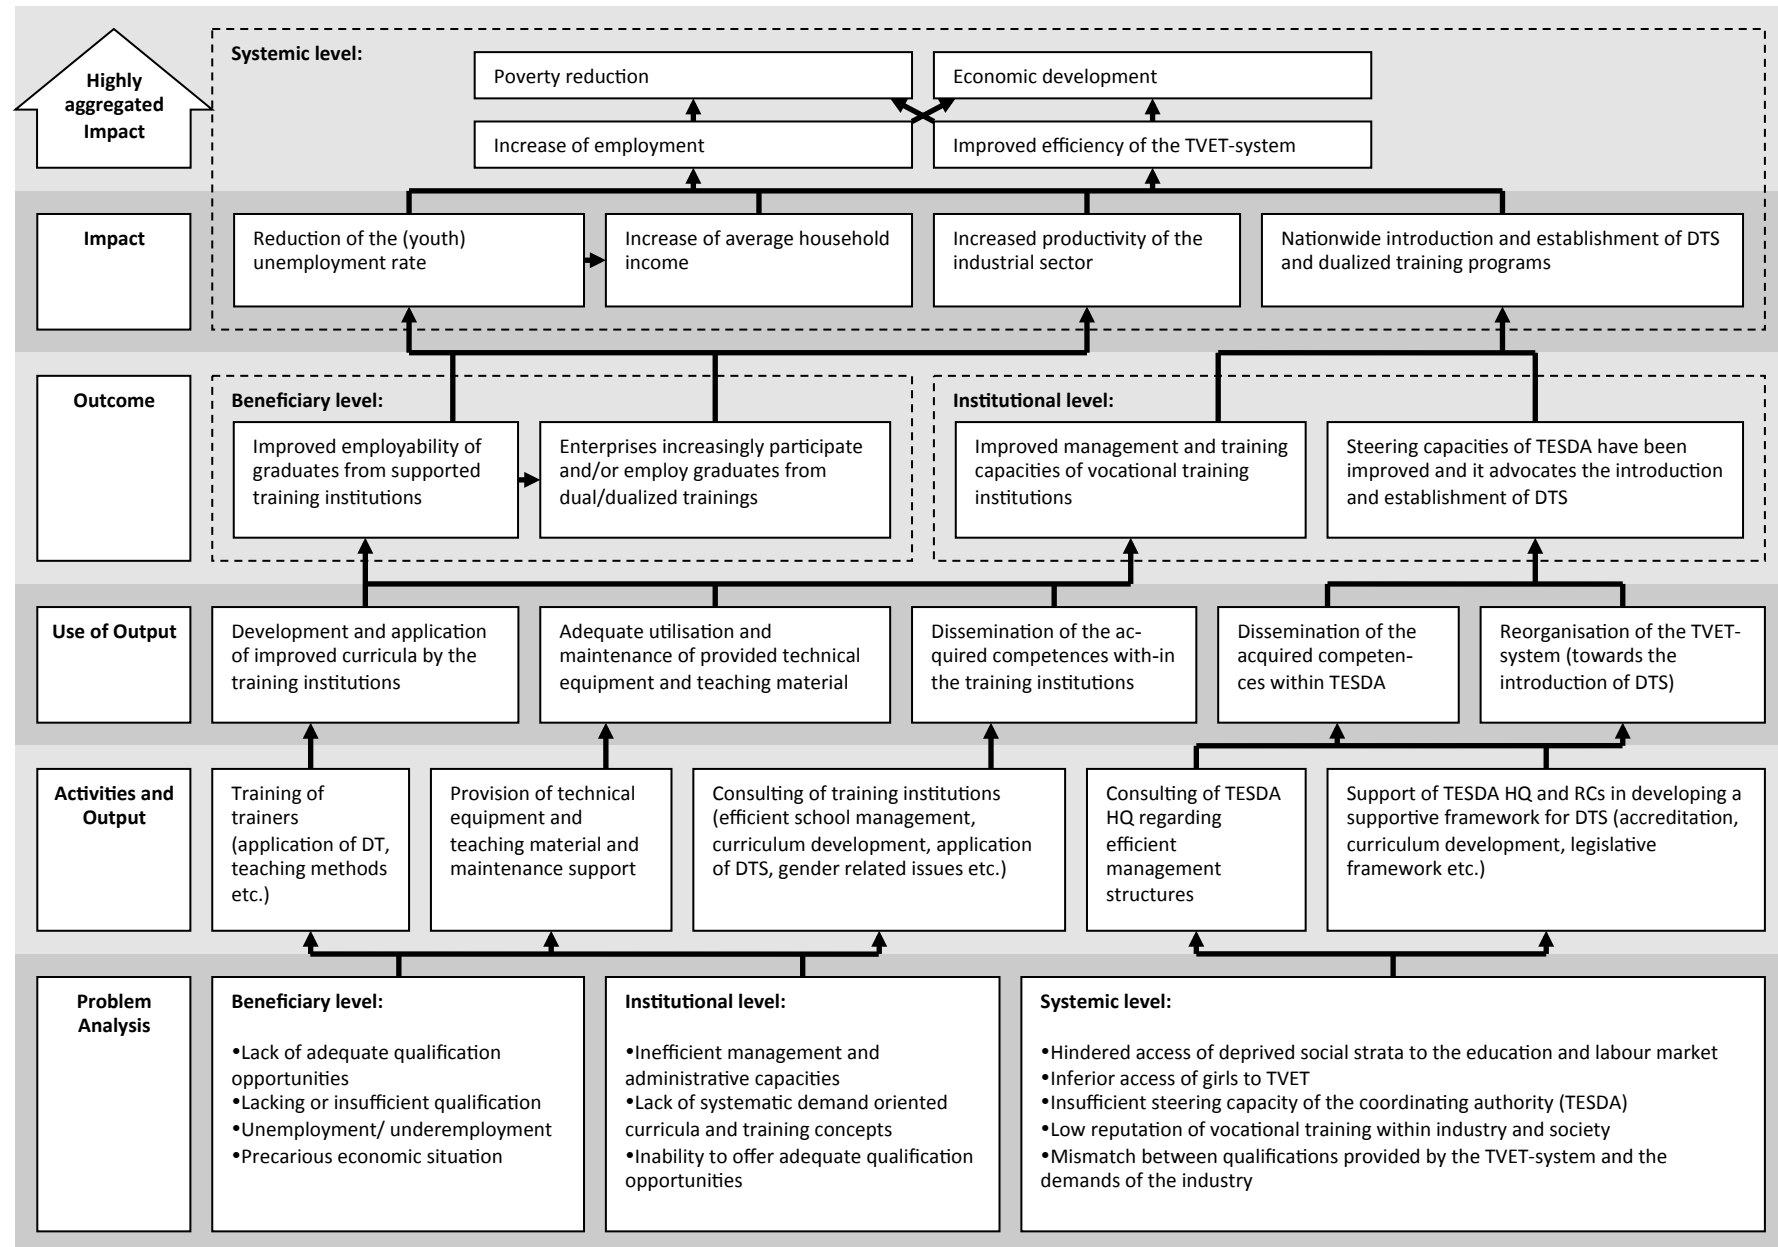 Highly
aggregated
Impact
Systemic level:
Poverty reduction
Economic development
Increase of employment
Improved efficiency of the TVET-system
Impact
Reduction of the (youth)
unemployment rate
Increase of average household
income
Increased productivity of the
industrial sector
Nationwide introduction and establishment of DTS
and dualized training programs
Outcome
Beneficiary level:
Improved employability of
graduates from supported
training institutions
Enterprises increasingly participate
and/or employ graduates from
dual/dualized trainings
Institutional level:
Improved management and training
capacities of vocational training
institutions
Steering capacities of TESDA have been
improved and it advocates the introduction
and establishment of DTS
Use of Output
Development and application
of improved curricula by the
training institutions
Adequate utilisation and
maintenance of provided technical
equipment and teaching material
Dissemination of the ac-
quired competences with-in
the training institutions
Dissemination of the
acquired competen-
ces within TESDA
Reorganisation of the TVET-
system (towards the
introduction of DTS)
Activities and
Output
Training of
trainers
(application of DT,
teaching methods
etc.)
Provision of technical
equipment and
teaching material and
maintenance support
Consulting of training institutions
(efficient school management,
curriculum development, application
of DTS, gender related issues etc.)
Consulting of TESDA
HQ regarding
efficient
management
structures
Support of TESDA HQ and RCs in developing a
supportive framework for DTS (accreditation,
curriculum development, legislative
framework etc.)
Problem
Analysis
Beneficiary level:
•Lack of adequate qualification
opportunities
•Lacking or insufficient qualification
•Unemployment/ underemployment
•Precarious economic situation
Institutional level:
•Inefficient management and
administrative capacities
•Lack of systematic demand oriented
curricula and training concepts
•Inability to offer adequate qualification
opportunities
Systemic level:
•Hindered access of deprived social strata to the education and labour market
•Inferior access of girls to TVET
•Insufficient steering capacity of the coordinating authority (TESDA)
•Low reputation of vocational training within industry and society
•Mismatch between qualifications provided by the TVET-system and the
demands of the industry